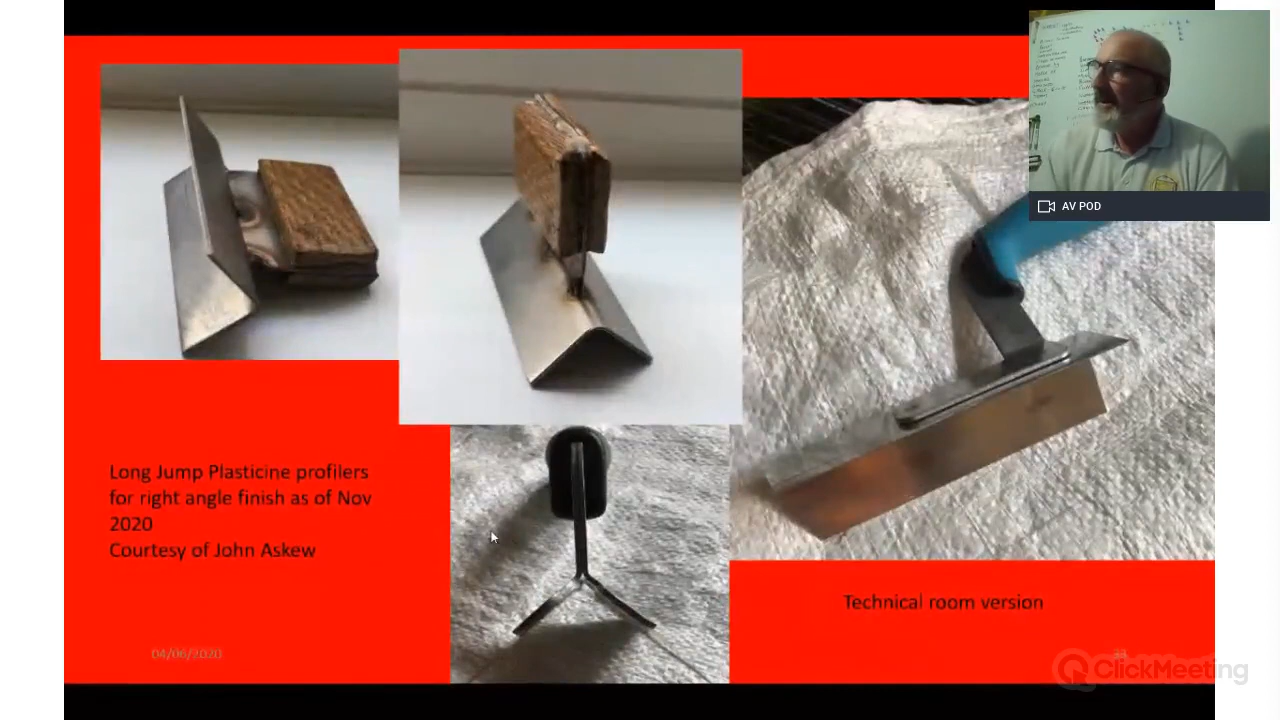 AV POD
Long Jump Plasticine profilers
for right angle finish as of Nov
2020
Courtesy of John Askew
Technical room version
04/06/2020
ClickMeeting